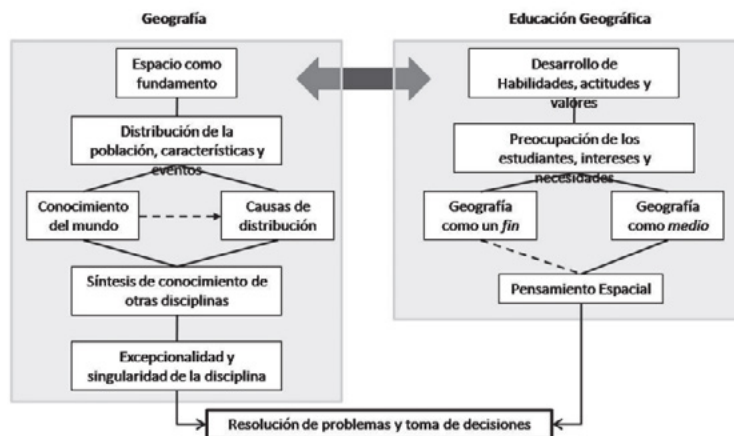 Geografía
Espacio como
fundamento
Distribución de la
población, características y
eventos
Conocimiento
del mundo
Causas de
distribución
Síntesis de conocimiento de
otras disciplinas
Excepcionalidad y
singularidad de la disciplina
Educación Geográfica
Desarrollo de
Habilidades, actitudes y
valores
Preocupación de los
estudiantes, intereses y
necesidades
Geografía
como un fin
Geografía
como medio
Pensamiento Espacial
Resolución de problemas y toma de decisiones